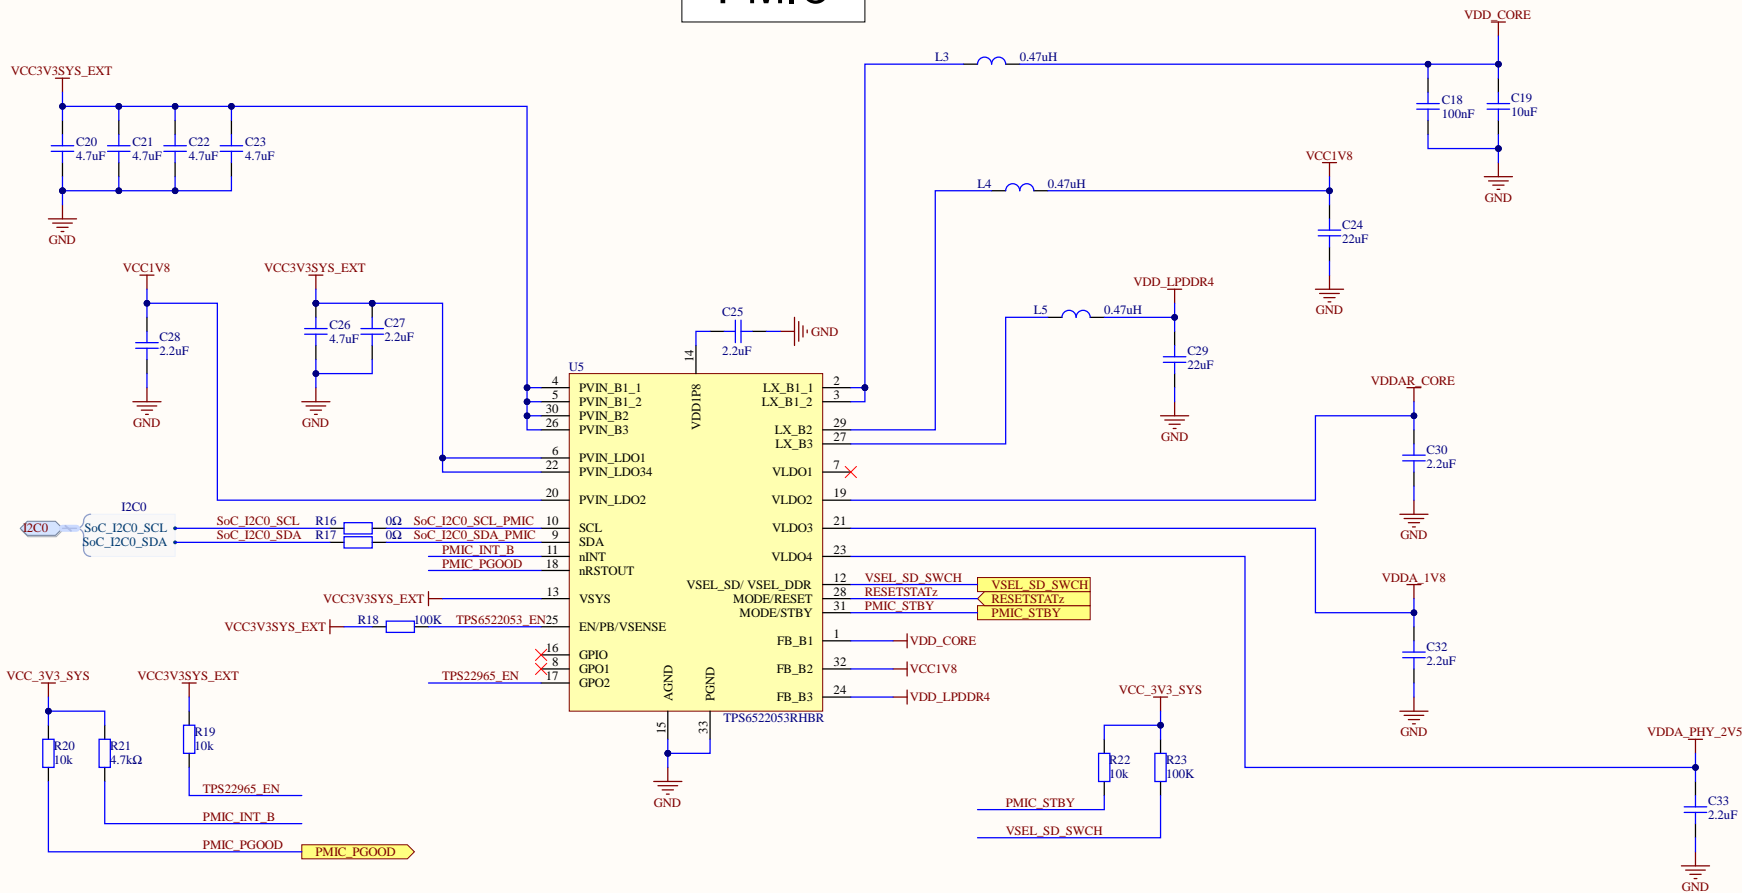 PMIC
VDD_CORE
L3 0.47uH
C18
100nF
C19
10uF
GND
VCC3V3SYS_EXT
C20
4.7uF
C21
4.7uF
C22
4.7uF
C23
4.7uF
GND
VCC1V8
L4 0.47uH
C24
22uF
GND
VCC1V8
C28
2.2uF
GND
VCC3V3SYS_EXT
C26
4.7uF
C27
2.2uF
GND
C25
2.2uF
GND
VDD_LPDDR4
L5 0.47uH
C29
22uF
GND
U5
14
VDD1P8
4 PVIN_B1_1
5 PVIN_B1_2
30 PVIN_B2
26 PVIN_B3
6 PVIN_LDO1
22 PVIN_LDO34
20 PVIN_LDO2
10 SCL
9 SDA
11 nINT
18 nRSTOUT
13 VSYS
25 EN/PB/VSENSE
16 GPIO
8 GPO1
17 GPO2
LX_B1_1 2
LX_B1_2 3
LX_B2 29
LX_B3 27
VLDO1 7
VLDO2 19
VLDO3 21
VLDO4 23
VSEL_SD/ VSEL_DDR 12
MODE/RESET 28
MODE/STBY 31
FB_B1 1
FB_B2 32
FB_B3 24
AGND
PGND
15
33
TPS6522053RHBR
GND
I2C0
I2C0
SoC_I2C0_SCL
SoC_I2C0_SDA
SoC_I2C0_SCL R16 0Ω SoC_I2C0_SCL_PMIC
SoC_I2C0_SDA R17 0Ω SoC_I2C0_SDA_PMIC
PMIC_INT_B
PMIC_PGOOD
VCC3V3SYS_EXT
VCC3V3SYS_EXT R18 100K TPS6522053_EN
TPS22965_EN
VSEL_SD_SWCH VSEL_SD_SWCH
RESETSTATz RESETSTATz
PMIC_STBY PMIC_STBY
VDD_CORE
VCC1V8
VDD_LPDDR4
VDDAR_CORE
C30
2.2uF
GND
VDDA_1V8
C32
2.2uF
GND
VDDA_PHY_2V5
C33
2.2uF
GND
VCC_3V3_SYS
R20
10k
R21
4.7kΩ
VCC3V3SYS_EXT
R19
10k
TPS22965_EN
PMIC_INT_B
PMIC_PGOOD PMIC_PGOOD
VCC_3V3_SYS
R22
10k
R23
100K
PMIC_STBY
VSEL_SD_SWCH